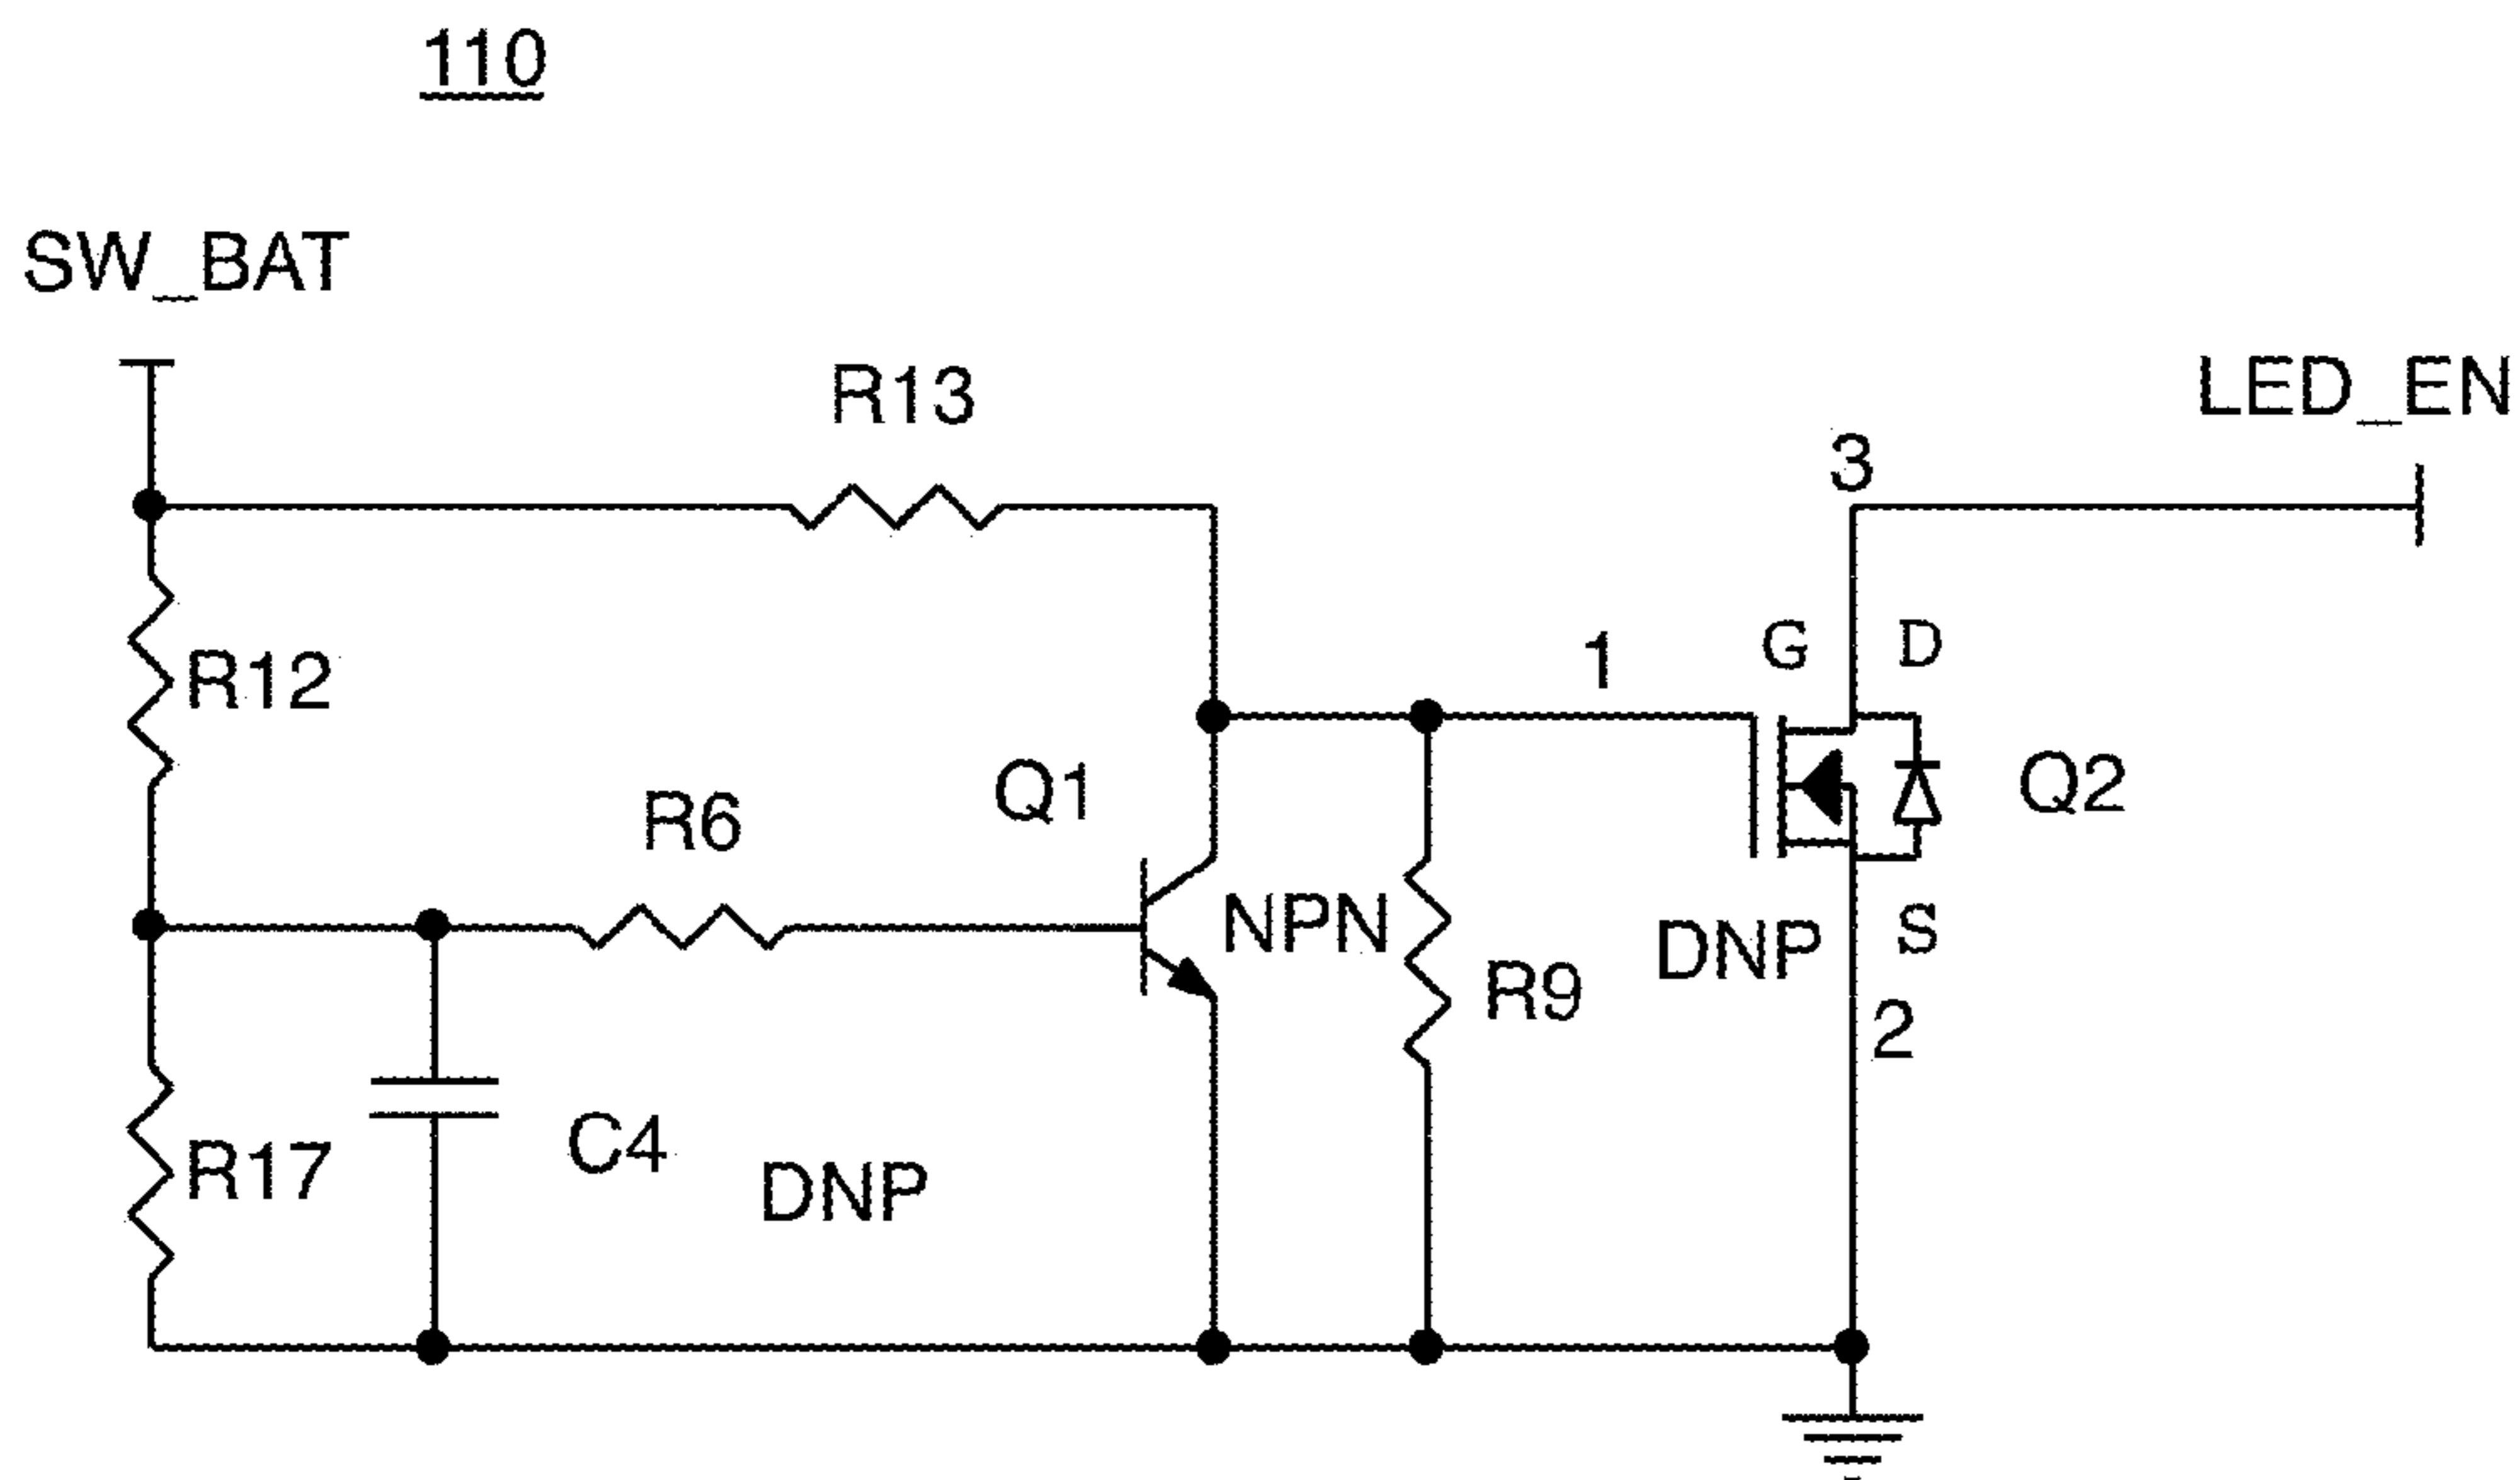 110
SW_BAT
R13
LED_EN
3
R12
1
G
D
R6
Q1
Q2
NPN
R9
DNP
S
2
R17
C4
DNP